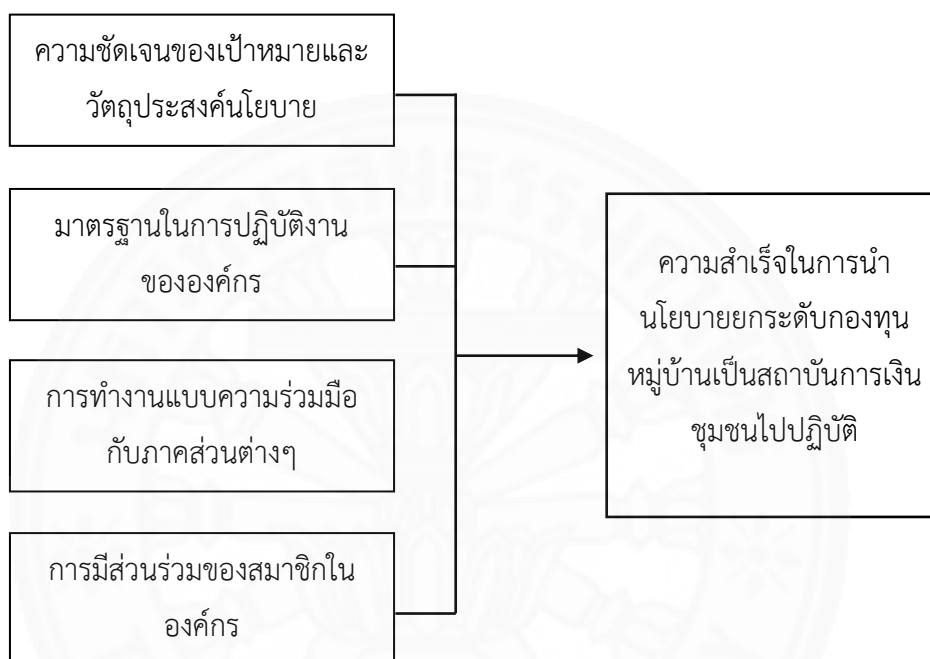 ความชัดเจนของเป้าหมายและ
วัตถุประสงค์นโยบาย
มาตรฐานในการปฏิบัติงาน
ขององค์กร
การทำงานแบบความร่วมมือ
กับภาคส่วนต่างๆ
การมีส่วนร่วมของสมาชิกใน
องค์กร
ความสำเร็จในการนำ
นโยบายยกระดับกองทุน
หมู่บ้านเป็นสถาบันการเงิน
ชุมชนไปปฏิบัติ